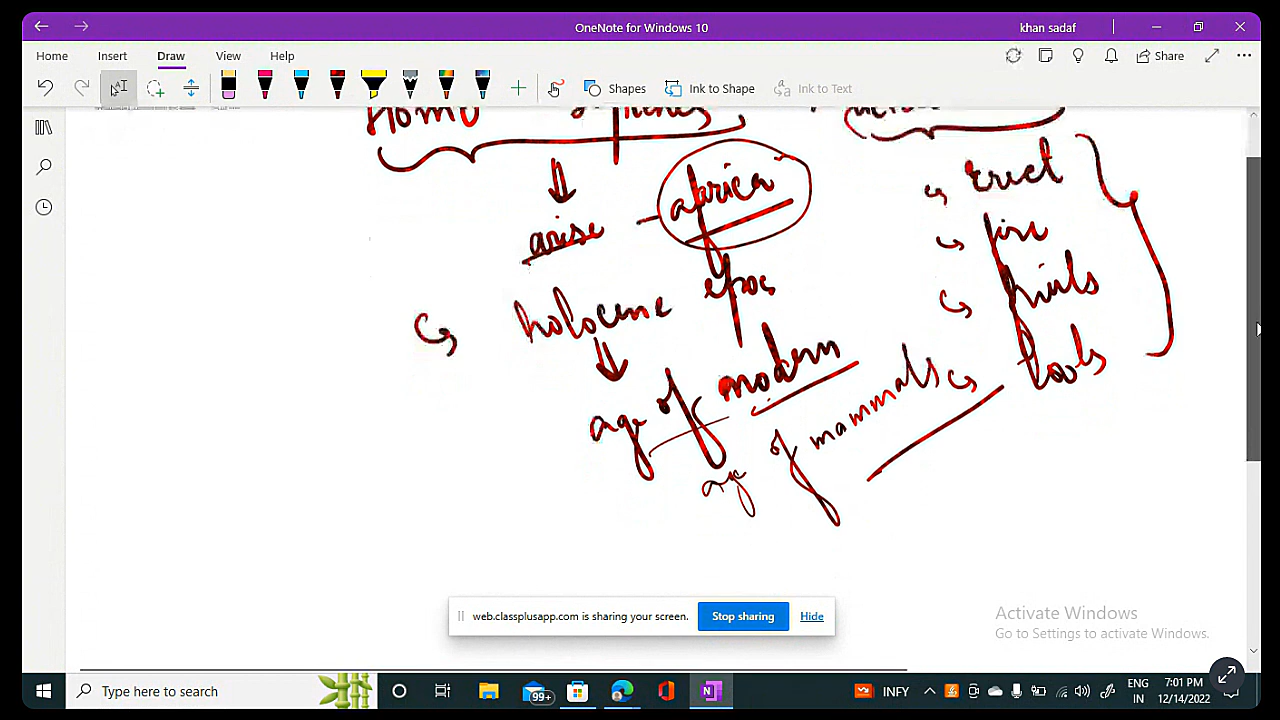 OneNote for Windows 10
khan sadaf
Home Insert Draw View Help
Share
Shapes
Ink to Shape
Ink to Text
Homo
arise - africa
holocene epoc
age of modern
age of mammals
erect
fire
tools
web.classplusapp.com is sharing your screen.
Stop sharing
Hide
Activate Windows
Go to Settings to activate Windows.
Type here to search
99+
INFY
ENG
IN
7:01 PM
12/14/2022